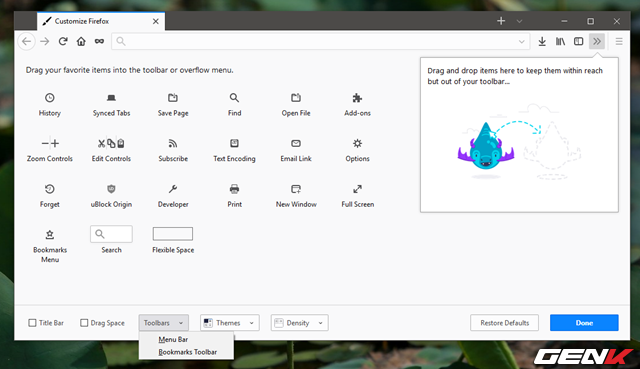 Customize Firefox
Drag your favorite items into the toolbar or overflow menu.
Drag and drop items here to keep them within reach
but out of your toolbar...
History Synced Tabs Save Page Find Open File Add-ons
Zoom Controls Edit Controls Subscribe Text Encoding Email Link Options
Forget uBlock Origin Developer Print New Window Full Screen
Bookmarks
Menu
Search Flexible Space
Title Bar Drag Space Toolbars Themes Density Restore Defaults Done
Menu Bar
Bookmarks Toolbar
GENK